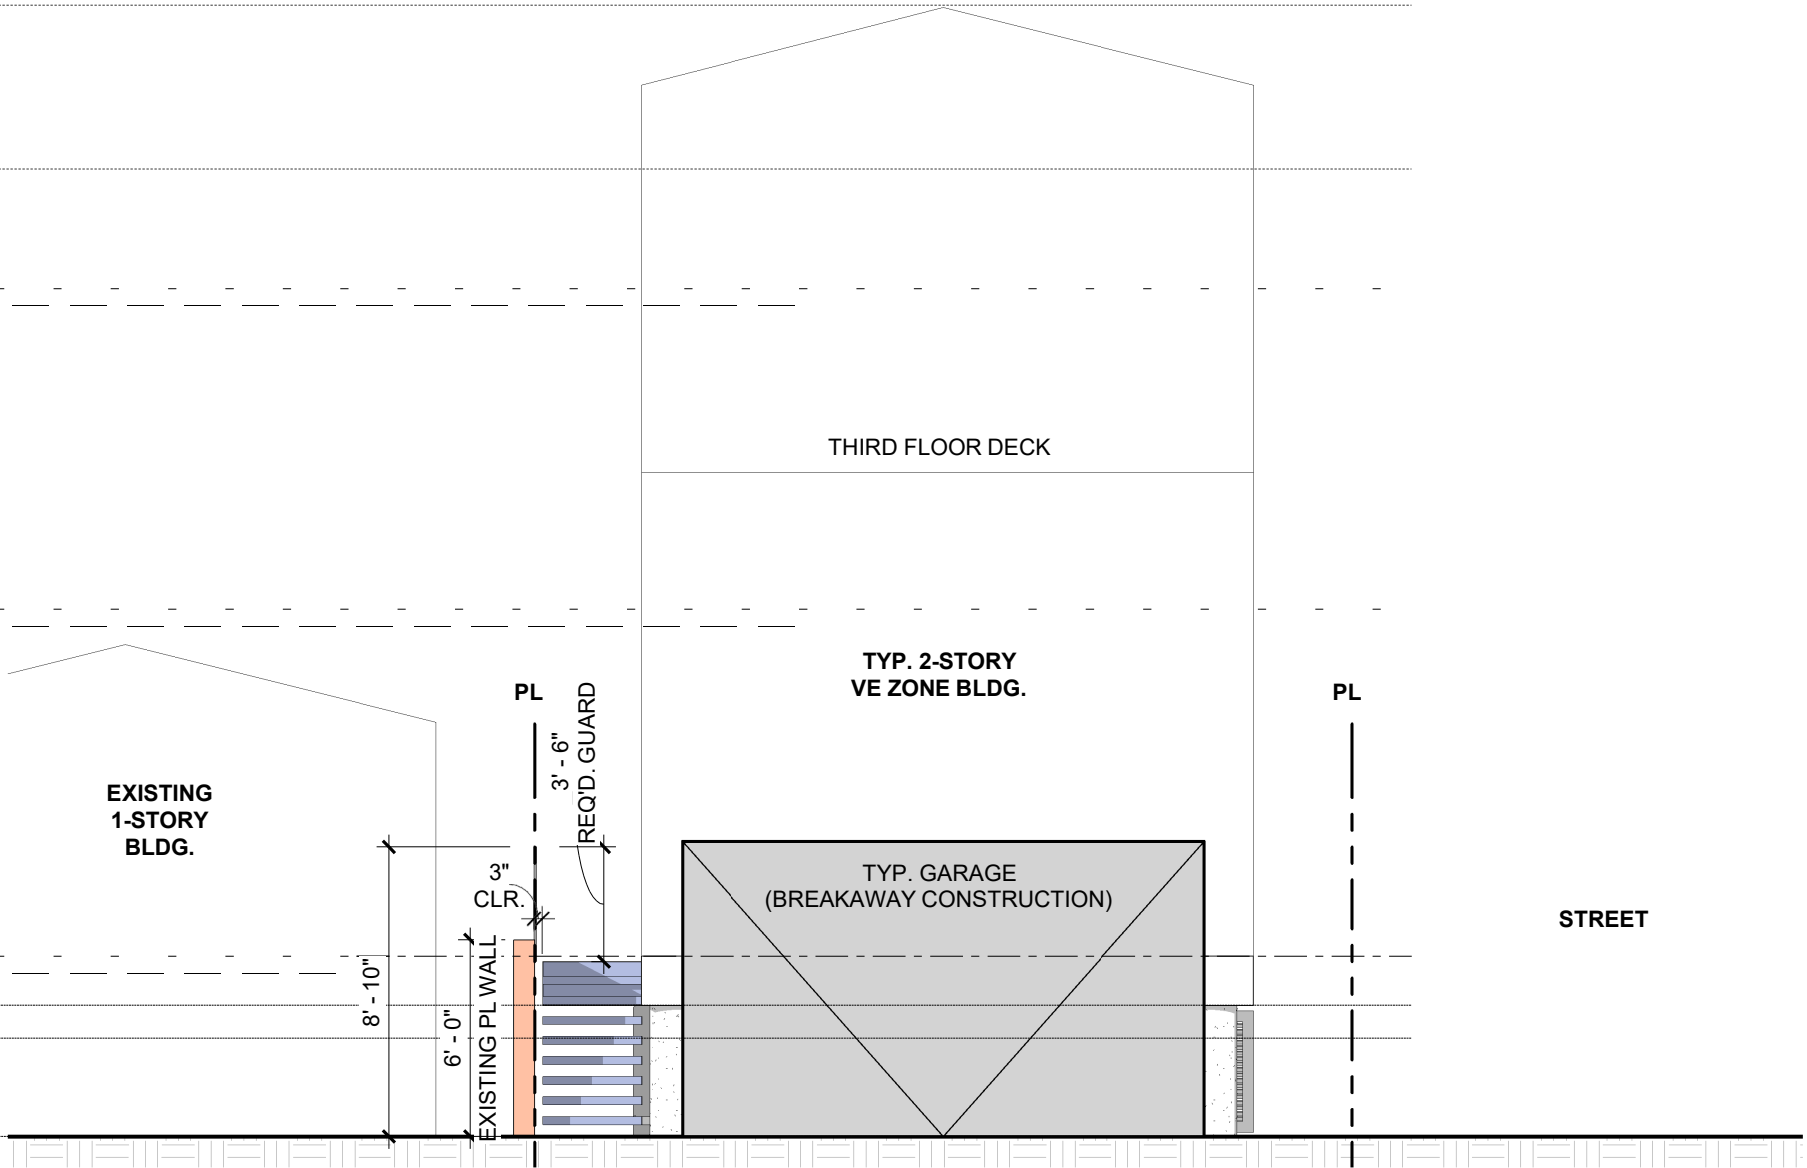 THIRD FLOOR DECK
TYP. 2-STORY
VE ZONE BLDG.
PL
PL
3' - 6"
REQ'D. GUARD
EXISTING
1-STORY
BLDG.
3"
CLR.
TYP. GARAGE
(BREAKAWAY CONSTRUCTION)
STREET
8' - 10"
6' - 0"
EXISTING PL WALL